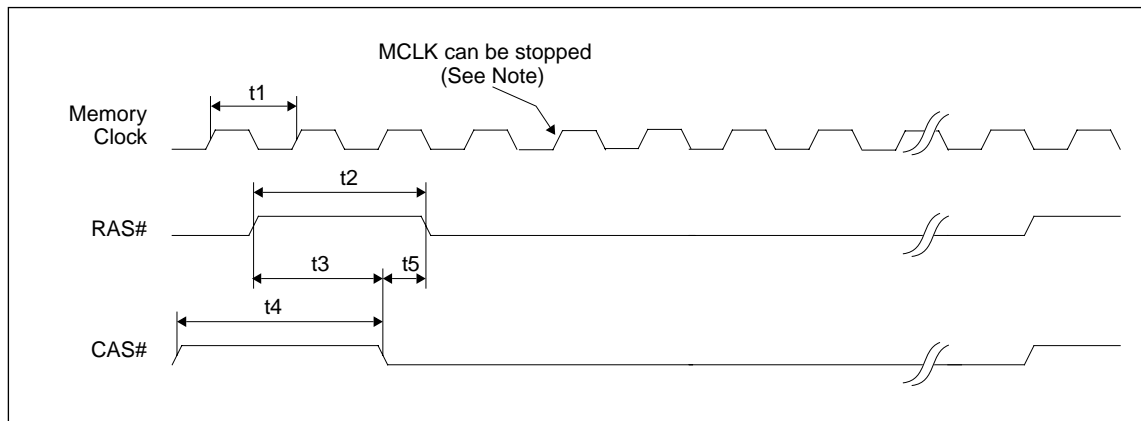 MCLK can be stopped
(See Note)
t1
Memory
Clock
t2
RAS#
t3
t5
t4
CAS#